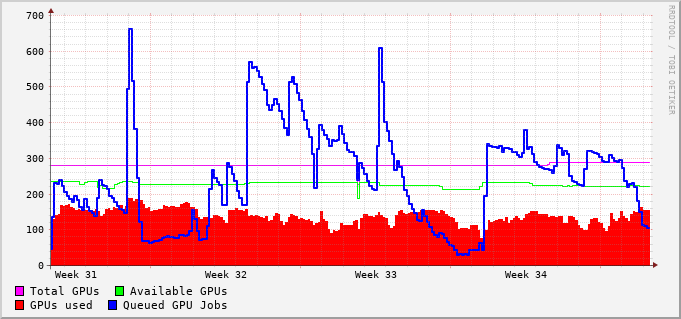 700
600
500
400
300
200
100
0
Week 31 Week 32 Week 33 Week 34
Total GPUs Available GPUs
GPUs used Queued GPU Jobs
RRDTOOL / TOBI OETIKER